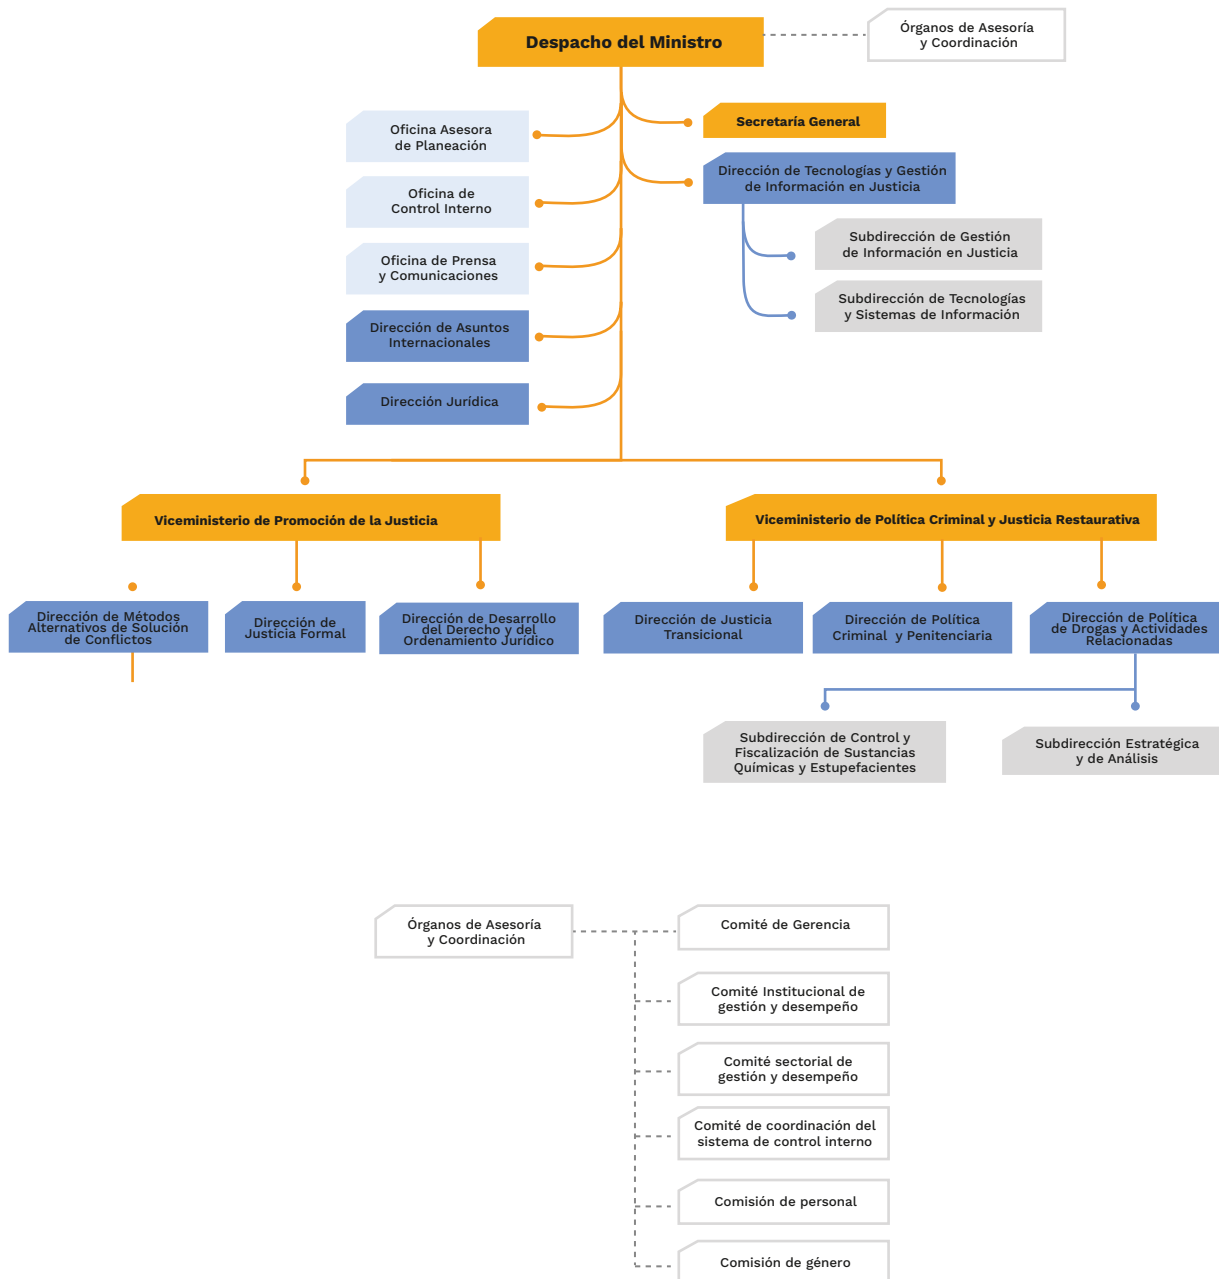 Despacho del Ministro
Órganos de Asesoría
y Coordinación
Oficina Asesora
de Planeación
Oficina de
Control Interno
Oficina de Prensa
y Comunicaciones
Dirección de Asuntos
Internacionales
Dirección Jurídica
Secretaría General
Dirección de Tecnologías y Gestión
de Información en Justicia
Subdirección de Gestión
de Información en Justicia
Subdirección de Tecnologías
y Sistemas de Información
Viceministerio de Promoción de la Justicia
Viceministerio de Política Criminal y Justicia Restaurativa
Dirección de Métodos
Alternativos de Solución
de Conflictos
Dirección de
Justicia Formal
Dirección de Desarrollo
del Derecho y del
Ordenamiento Jurídico
Dirección de Justicia
Transicional
Dirección de Política
Criminal y Penitenciaria
Dirección de Política
de Drogas y Actividades
Relacionadas
Subdirección de Control y
Fiscalización de Sustancias
Químicas y Estupefacientes
Subdirección Estratégica
y de Análisis
Órganos de Asesoría
y Coordinación
Comité de Gerencia
Comité Institucional de
gestión y desempeño
Comité sectorial de
gestión y desempeño
Comité de coordinación del
sistema de control interno
Comisión de personal
Comisión de género